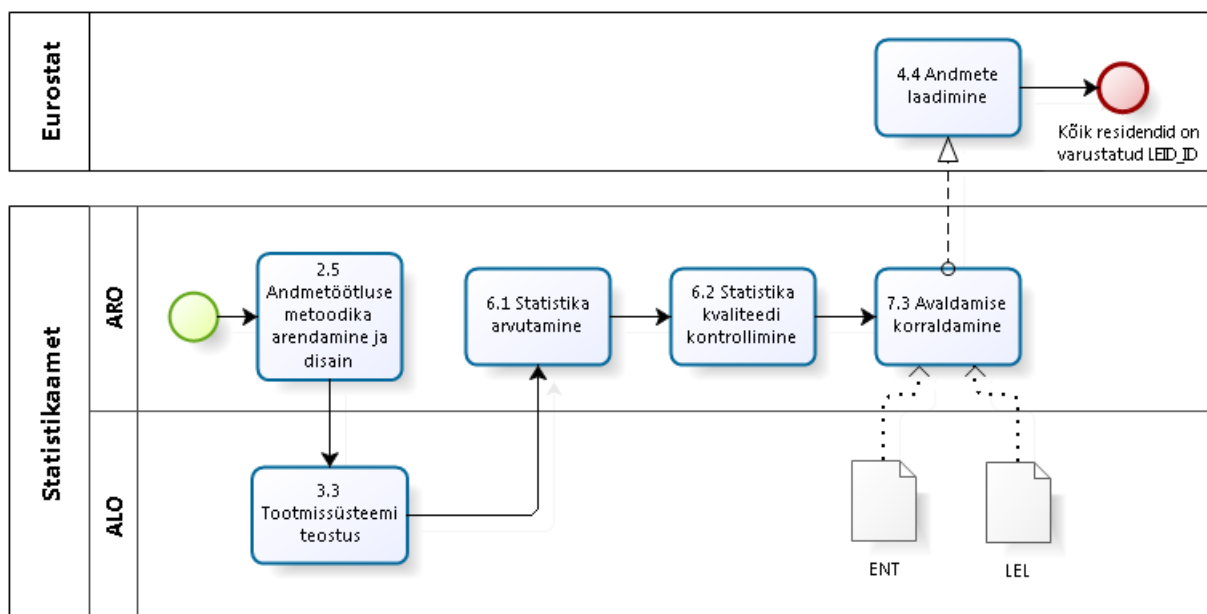 Eurostat
4.4 Andmete
laadimine
Kõik residendid on
varustatud LEID_ID
Statistikaamet
ARO
2.5
Andmetöötluse
metoodika
arendamine ja
disain
6.1 Statistika
arvutamine
6.2 Statistika
kvaliteedi
kontrollimine
7.3 Avaldamise
korraldamine
ALO
3.3
Tootmissüsteemi
teostus
ENT
LEL